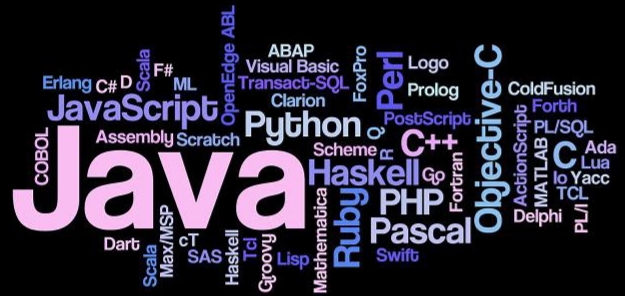 Erlang
C#
D
Scala
F#
ML
OpenEdge ABL
ABAP
Visual Basic
Transact-SQL
Clarion
FoxPro
Perl
Logo
Prolog
Objective-C
ColdFusion
Forth
JavaScript
Python
Q
PostScript
ActionScript
MATLAB
PL/SQL
C
Ada
Lua
COBOL
Assembly
Scratch
Scheme
R
C++
Io
Yacc
TCL
Java
Haskell
Go
Fortran
Delphi
PL/I
Mathematica
Ruby
PHP
Pascal
Swift
Dart
Scala
Max/MSP
cT
SAS
Haskell
Tcl
Groovy
Lisp